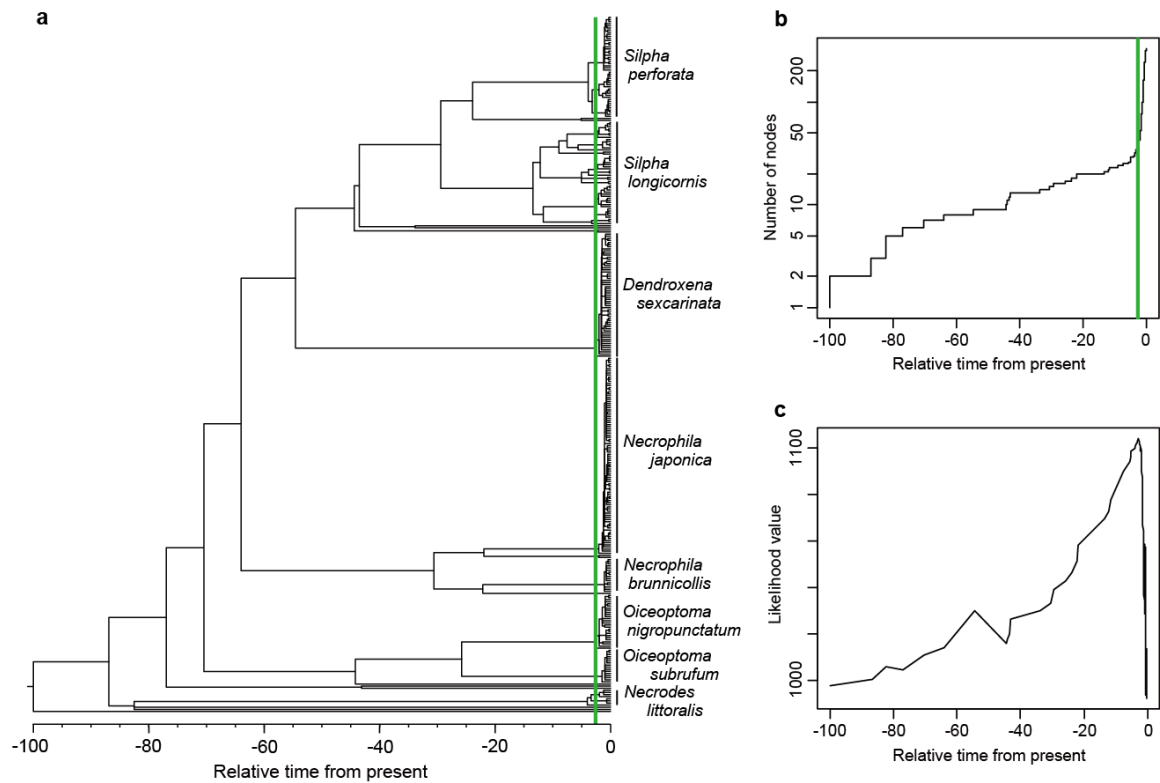 a
Silpha
perforata
Silpha
longicornis
Dendroxena
sexcarinata
Necrophila
japonica
Necrophila
brunnicollis
Oiceoptoma
nigropunctatum
Oiceoptoma
subrufum
Necrodes
littoralis
-100 -80 -60 -40 -20 0
Relative time from present
b
Number of nodes
200
50
20
10
5
2
1
-100 -80 -60 -40 -20 0
Relative time from present
c
Likelihood value
1100
1000
-100 -80 -60 -40 -20 0
Relative time from present